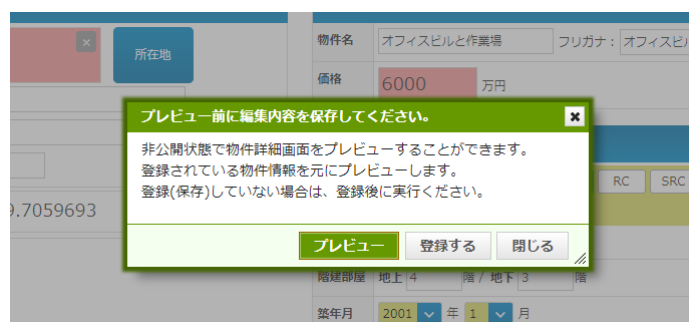 物件名 オフィスビルと作業場 フリガナ： オフィスビ
所在地
価格 6000 万円
プレビュー前に編集内容を保存してください。
非公開状態で物件詳細画面をプレビューすることができます。
登録されている物件情報を元にプレビューします。
登録(保存)していない場合は、登録後に実行ください。
RC SRC
9.7059693
プレビュー 登録する 閉じる
階建部屋 地上 4 階 / 地下 3 階
築年月 2001 年 1 月